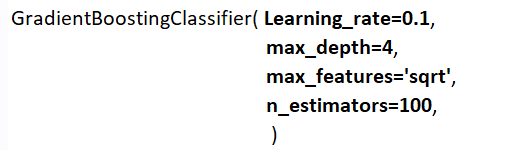 GradientBoostingClassifier( Learning_rate=0.1,
max_depth=4,
max_features='sqrt',
n_estimators=100,
)